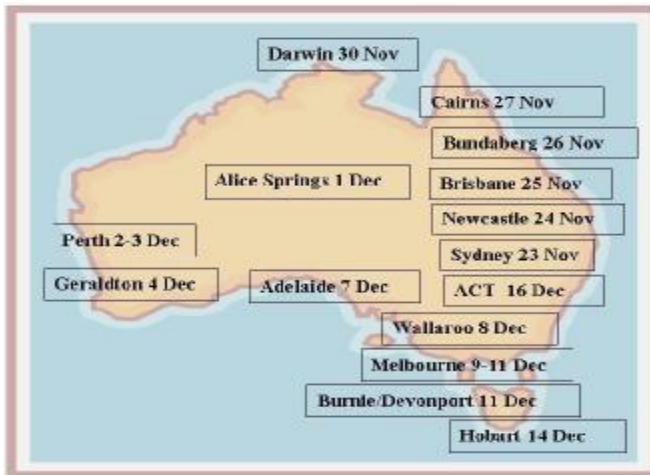 Darwin 30 Nov
Cairns 27 Nov
Bundaberg 26 Nov
Alice Springs 1 Dec
Brisbane 25 Nov
Newcastle 24 Nov
Perth 2-3 Dec
Sydney 23 Nov
Geraldton 4 Dec
Adelaide 7 Dec
ACT 16 Dec
Wallaroo 8 Dec
Melbourne 9-11 Dec
Burnie/Devonport 11 Dec
Hobart 14 Dec